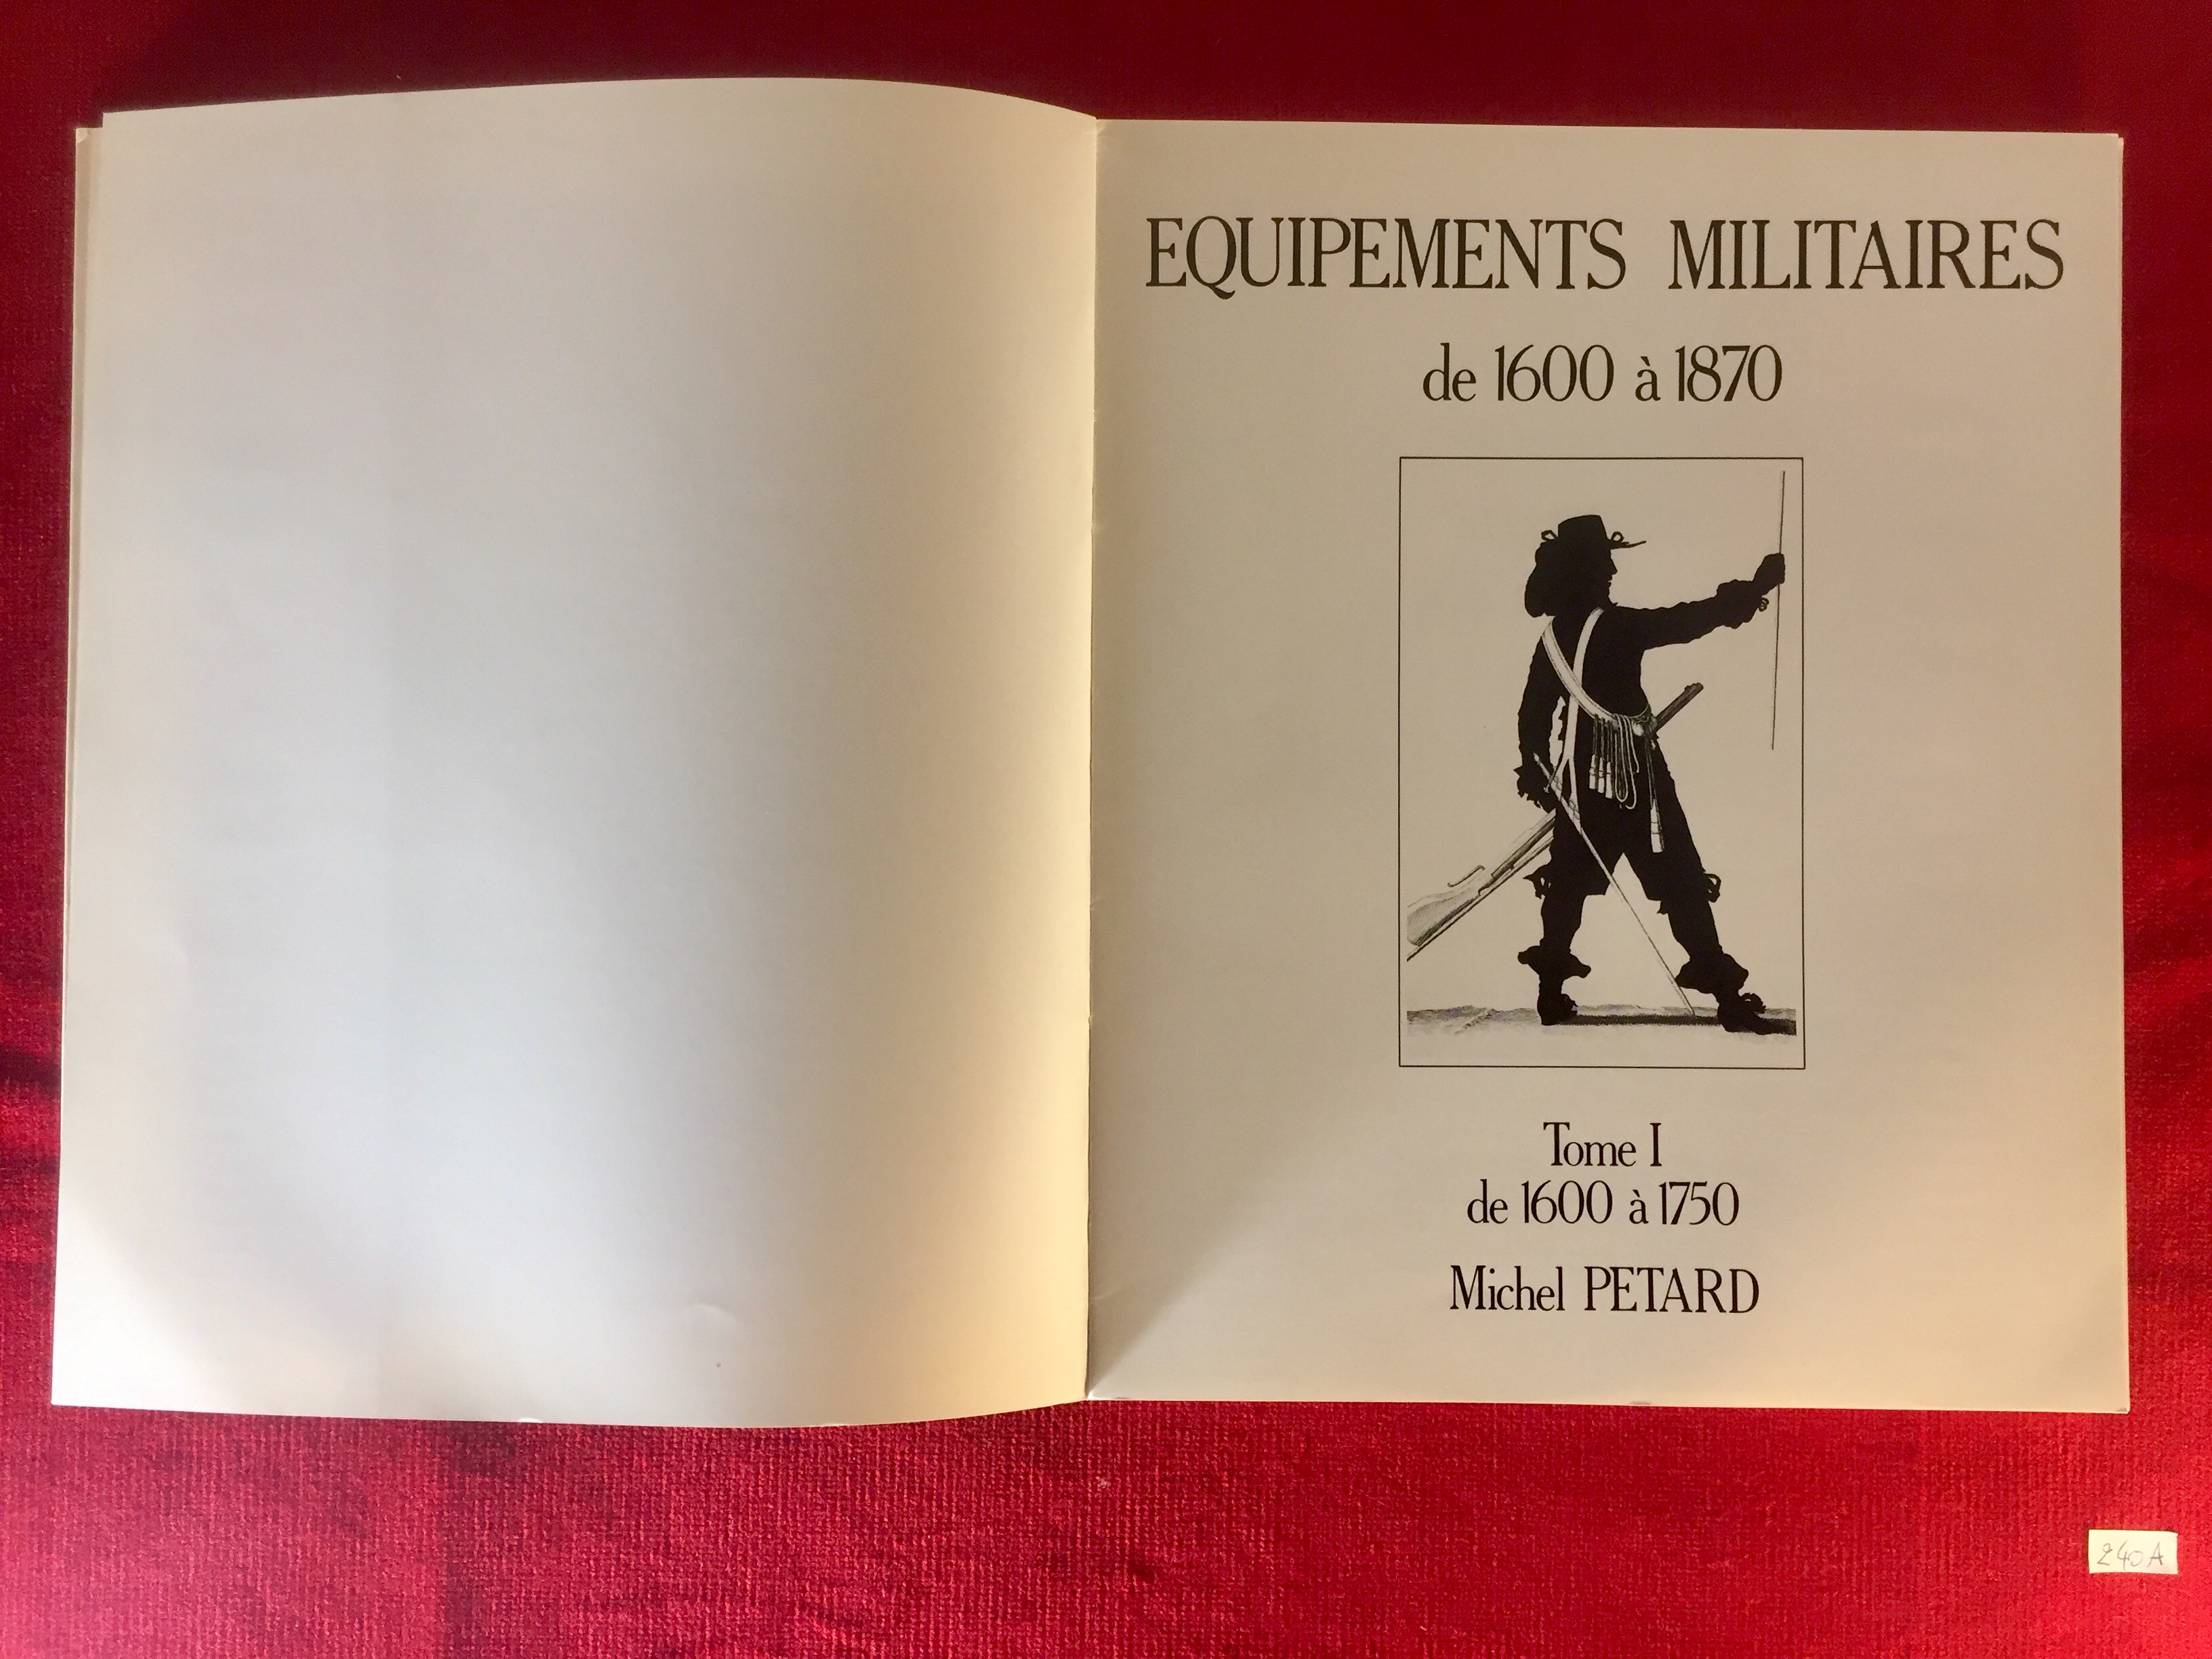 EQUIPEMENTS MILITAIRES
de 1600 à 1870
Tome I
de 1600 à 1750
Michel PETARD
240A